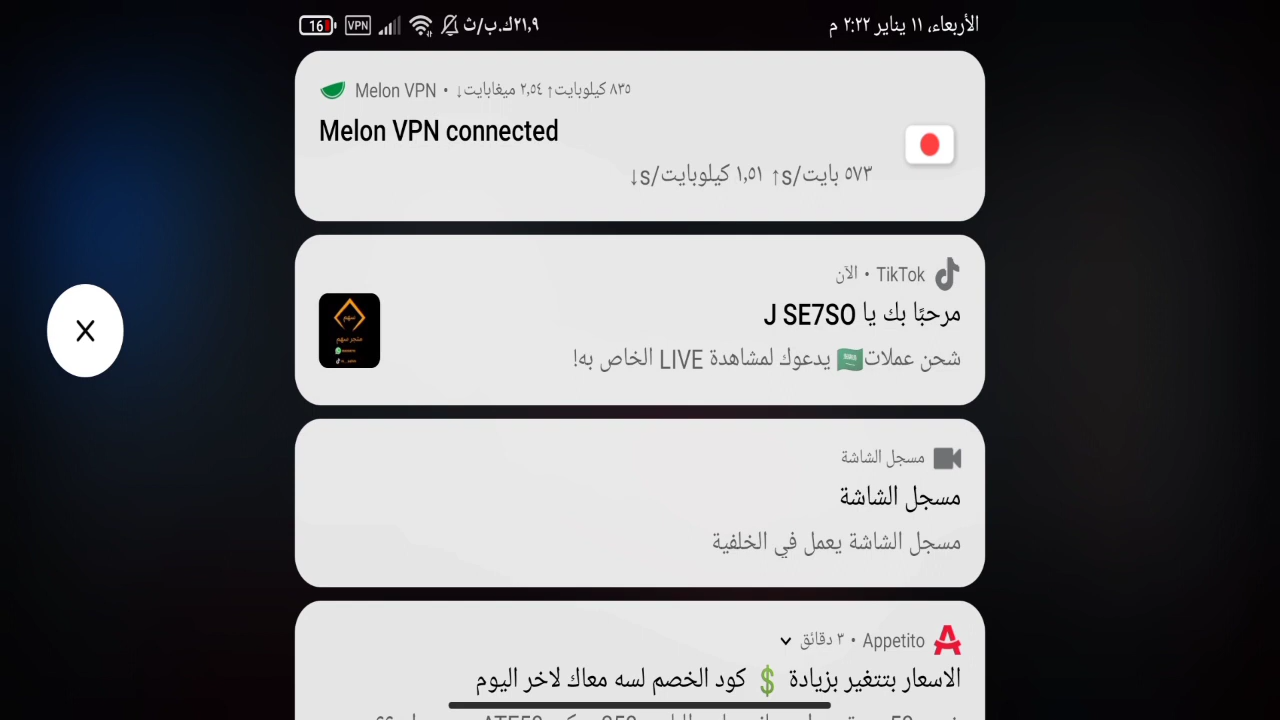 الأربعاء، ١١ يناير ٢:٢٢ م
٢١,٩ك.ب/ث VPN 16
Melon VPN • ٨٣٥ كيلوبايت↑ ٢,٥٤ ميغابايت↓
Melon VPN connected
٥٧٣ بايت/s↑ ١,٥١ كيلوبايت/s↓
TikTok • الآن
مرحبًا بك يا J SE7SO
شحن عملات🇸🇦 يدعوك لمشاهدة LIVE الخاص به!
سهم
متجر سهم
مسجل الشاشة
مسجل الشاشة
مسجل الشاشة يعمل في الخلفية
Appetito • ٣ دقائق
الاسعار بتتغير بزيادة 💲 كود الخصم لسه معاك لاخر اليوم